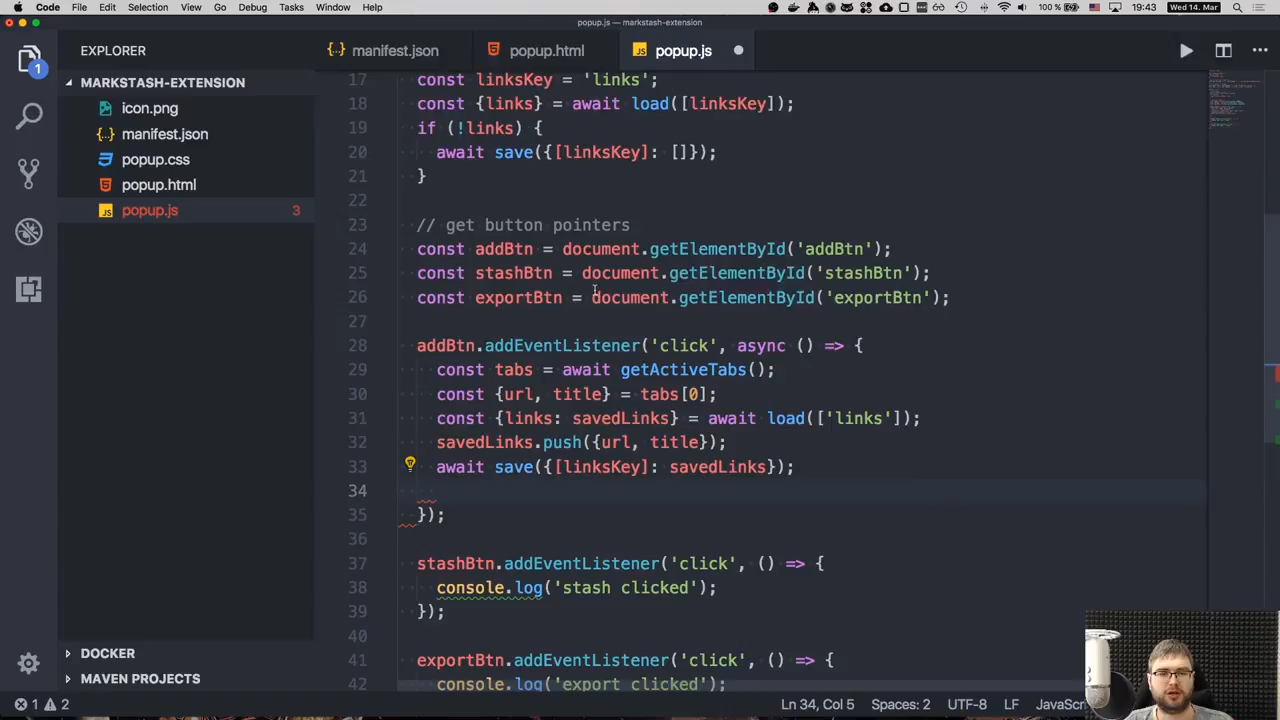 Code File Edit Selection View Go Debug Tasks Window Help 100 % 19:43 Wed 14. Mar
popup.js — markstash-extension
EXPLORER
manifest.json
popup.html
popup.js
1
MARKSTASH-EXTENSION
icon.png
manifest.json
popup.css
popup.html
popup.js 3
DOCKER
MAVEN PROJECTS
17 const linksKey = 'links';
18 const {links} = await load([linksKey]);
19 if (!links) {
20 await save({[linksKey]: []});
21 }
22
23 // get button pointers
24 const addBtn = document.getElementById('addBtn');
25 const stashBtn = document.getElementById('stashBtn');
26 const exportBtn = document.getElementById('exportBtn');
27
28 addBtn.addEventListener('click', async () => {
29 const tabs = await getActiveTabs();
30 const {url, title} = tabs[0];
31 const {links: savedLinks} = await load(['links']);
32 savedLinks.push({url, title});
33 await save({[linksKey]: savedLinks});
34
35 });
36
37 stashBtn.addEventListener('click', () => {
38 console.log('stash clicked');
39 });
40
41 exportBtn.addEventListener('click', () => {
42 console.log('export clicked');
1 2 Ln 34, Col 5 Spaces: 2 UTF-8 LF